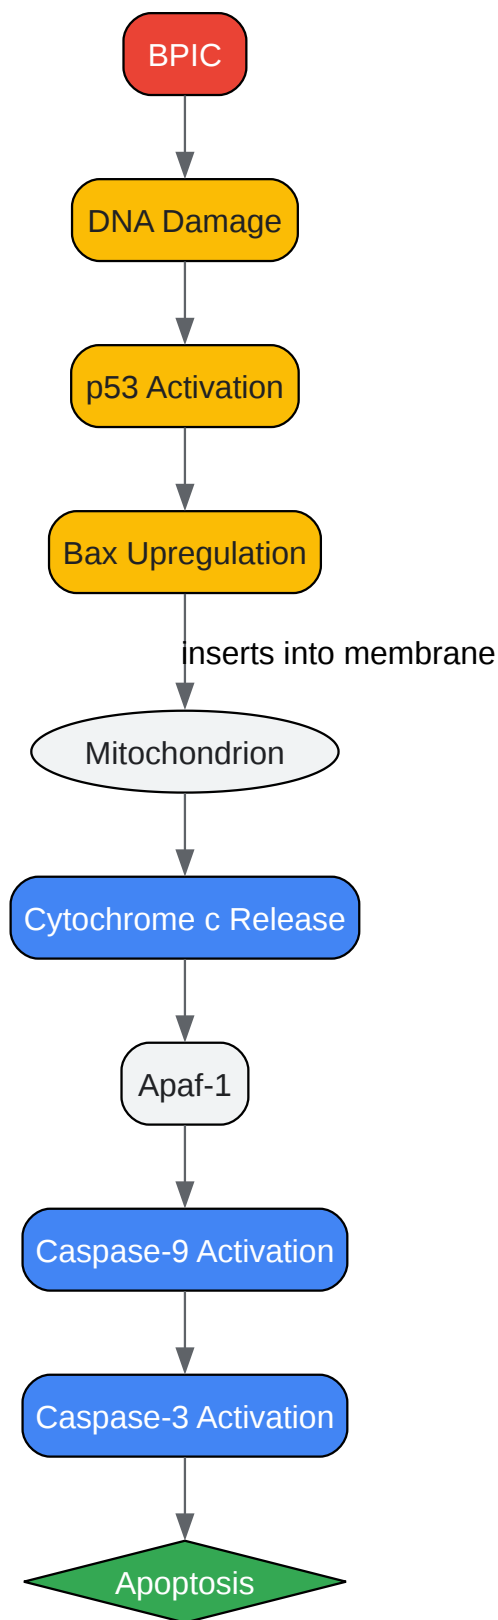 BPIC
DNA Damage
p53 Activation
Bax Upregulation
inserts into membrane
Mitochondrion
Cytochrome c Release
Apaf-1
Caspase-9 Activation
Caspase-3 Activation
Apoptosis